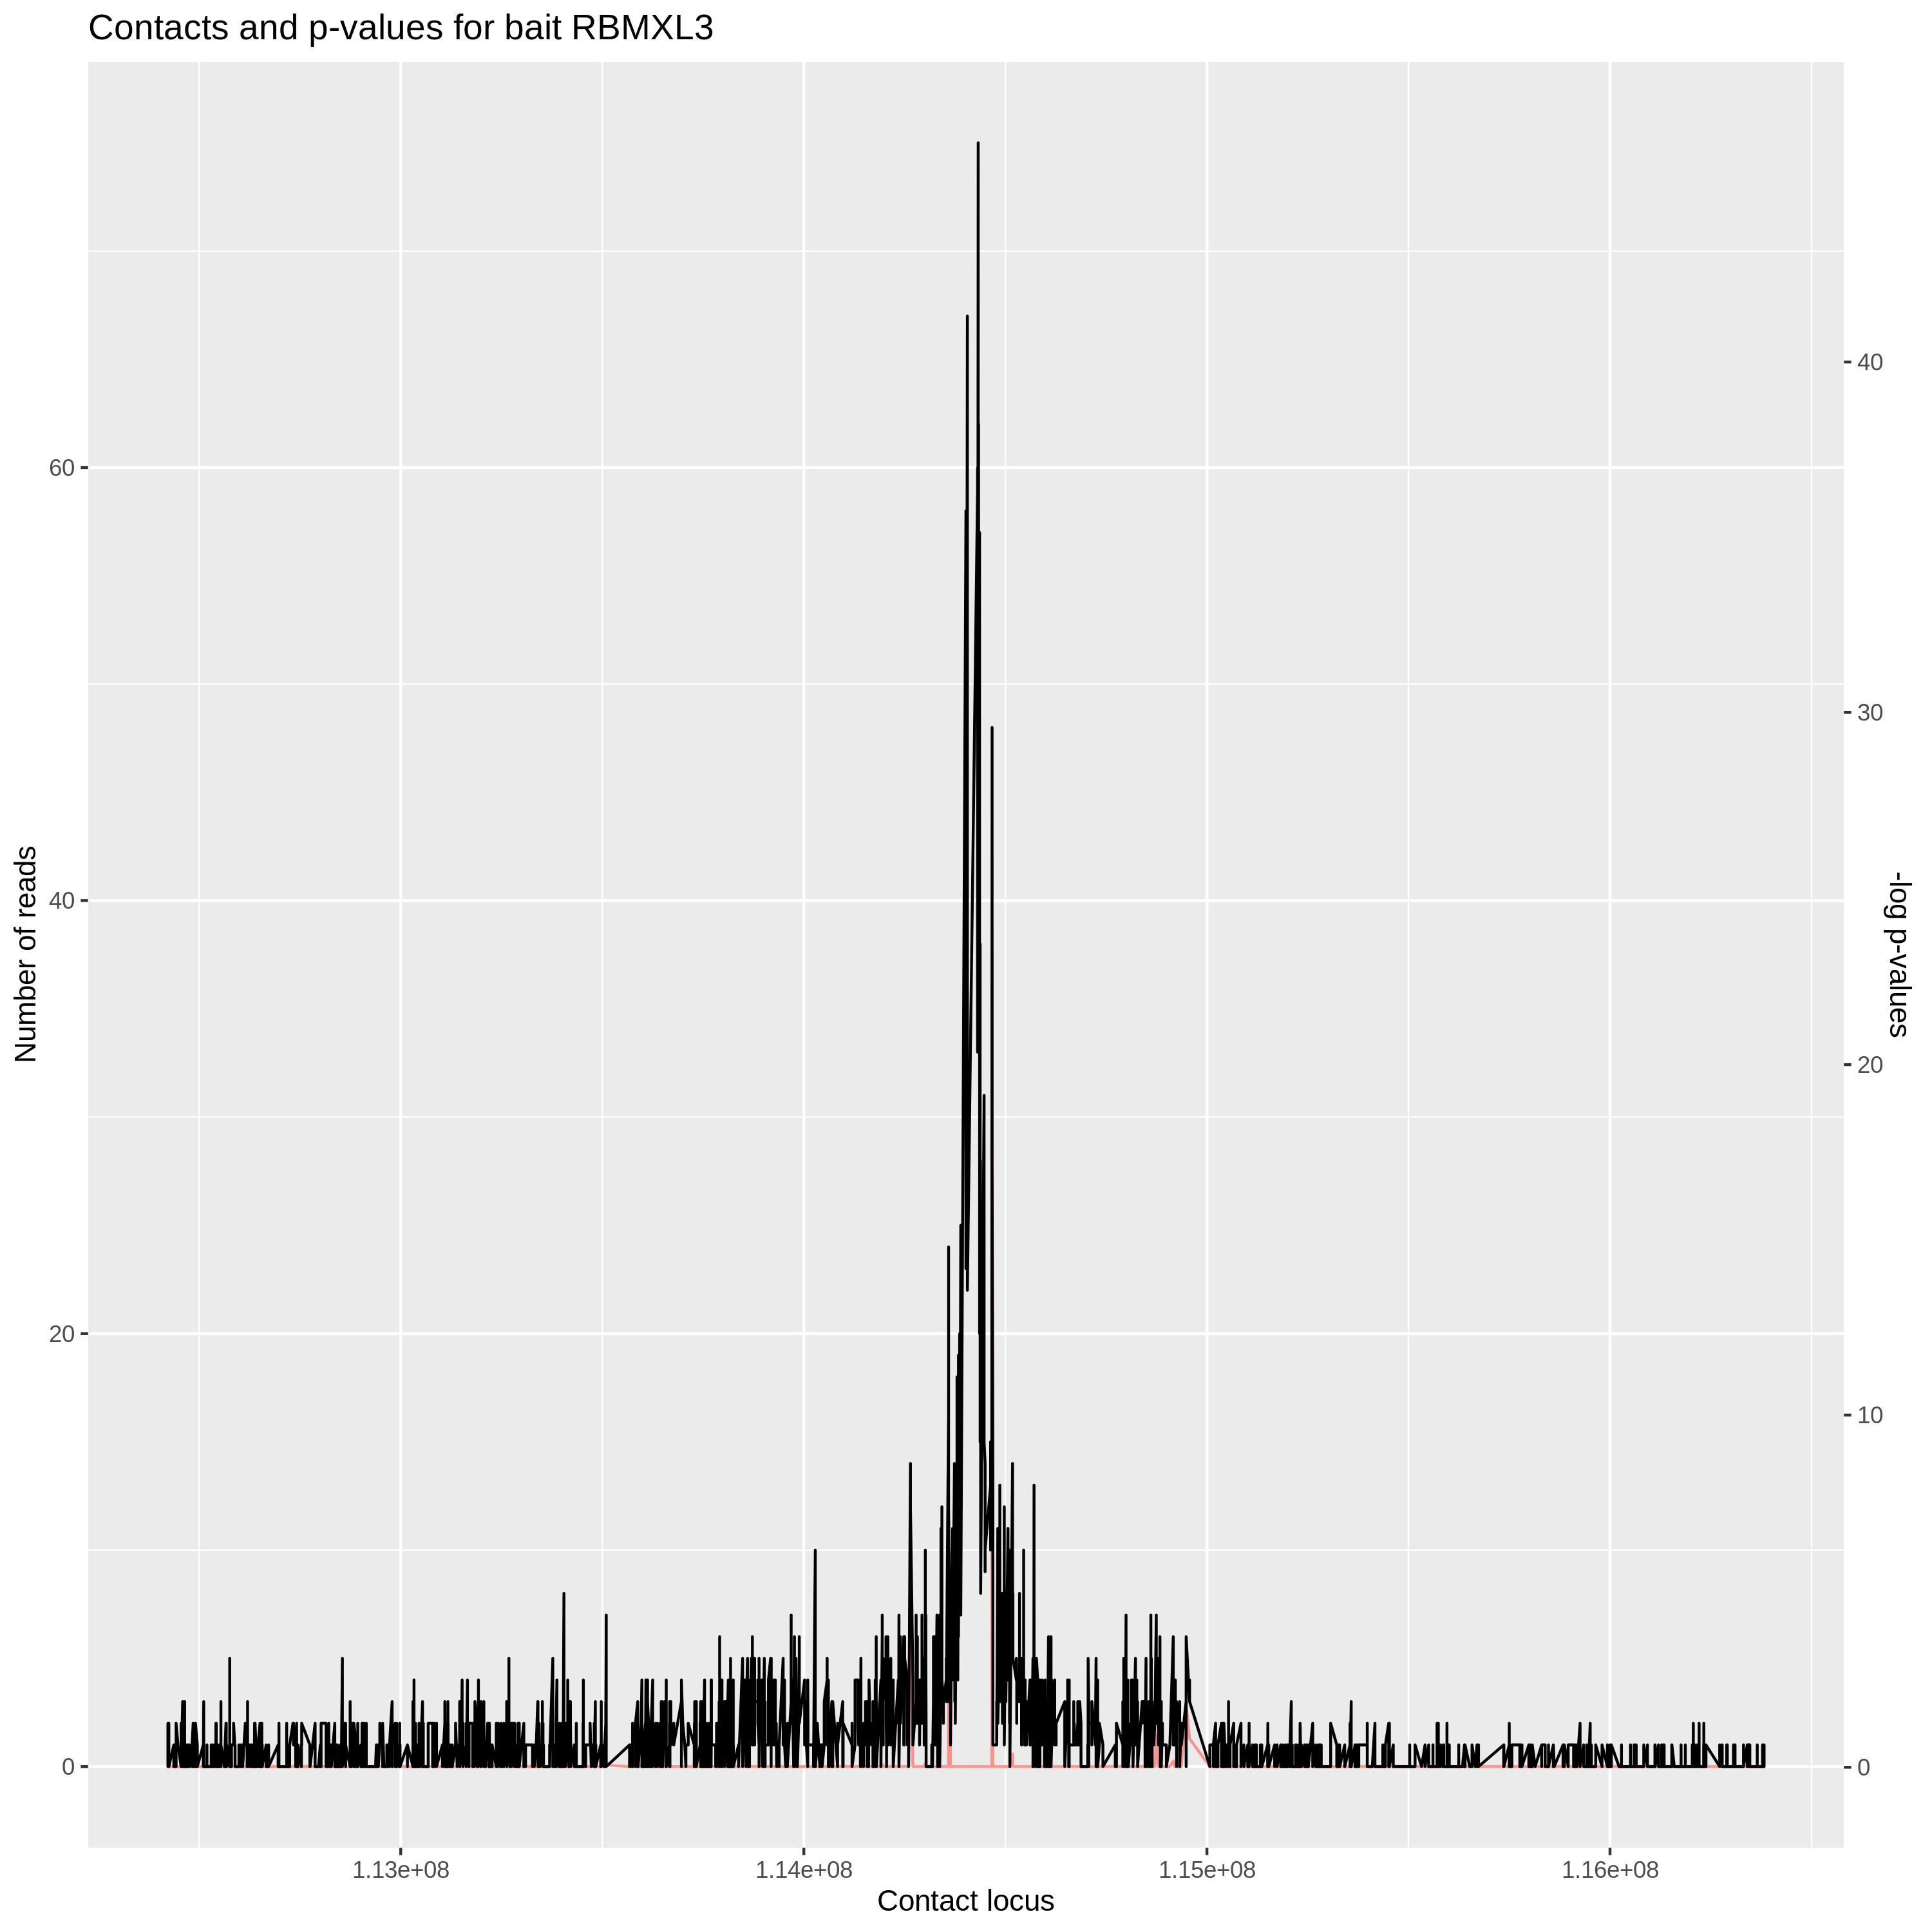 Contacts and p-values for bait RBMXL3
Number of reads
60
40
20
0
40
30
20
10
0
-log p-values
1.13e+08 1.14e+08 1.15e+08 1.16e+08
Contact locus